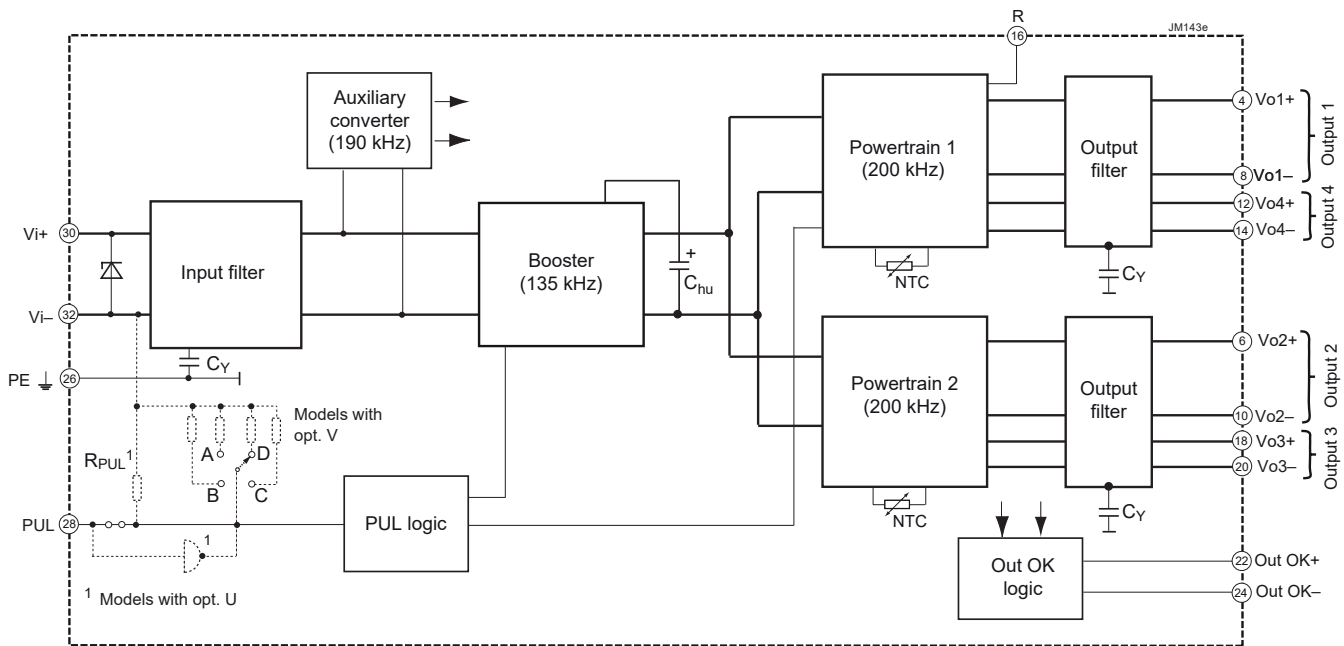 R
16
JM143e
Auxiliary
converter
(190 kHz)
Powertrain 1
(200 kHz)
Output
filter
4 Vo1+
8 Vo1–
Output 1
12 Vo4+
14 Vo4–
Output 4
NTC
CY
Vi+ 30
Input filter
Booster
(135 kHz)
+
Chu
Vi– 32
CY
PE 26
Powertrain 2
(200 kHz)
Output
filter
6 Vo2+
10 Vo2–
Output 2
18 Vo3+
20 Vo3–
Output 3
NTC
CY
Models with
opt. V
A
D
B
C
RPUL1
PUL 28
PUL logic
1
1 Models with opt. U
Out OK
logic
22 Out OK+
24 Out OK–